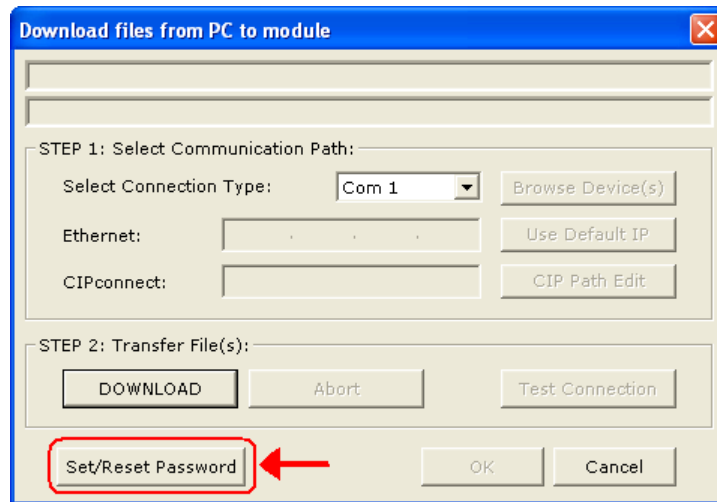 Download files from PC to module
STEP 1: Select Communication Path:
Select Connection Type: Com 1 Browse Device(s)
Ethernet: . . . Use Default IP
CIPconnect: CIP Path Edit
STEP 2: Transfer File(s):
DOWNLOAD Abort Test Connection
Set/Reset Password OK Cancel